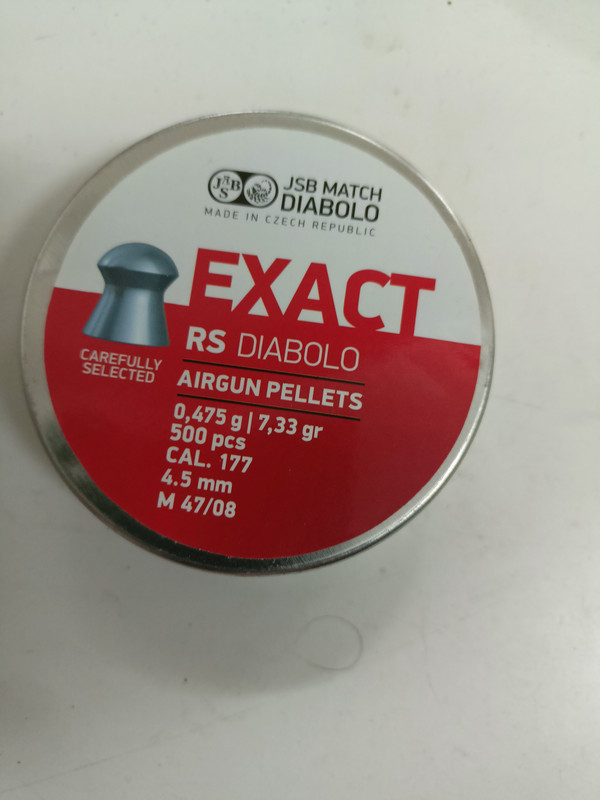 JSB
JSB MATCH
DIABOLO
MADE IN CZECH REPUBLIC
EXACT
RS DIABOLO
CAREFULLY
SELECTED
AIRGUN PELLETS
0,475 g | 7,33 gr
500 pcs
CAL. 177
4.5 mm
M 47/08